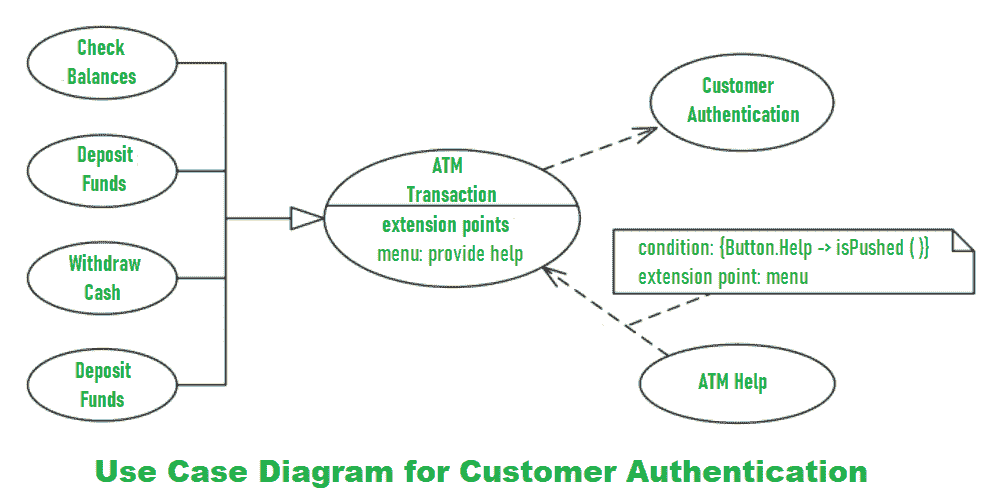 Check
Balances
Deposit
Funds
Withdraw
Cash
Deposit
Funds
ATM
Transaction
extension points
menu: provide help
Customer
Authentication
condition: {Button.Help -> isPushed ( )}
extension point: menu
ATM Help
Use Case Diagram for Customer Authentication